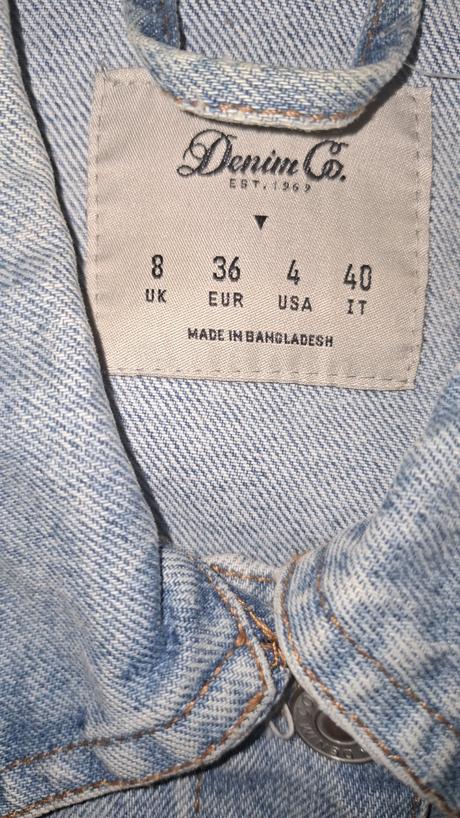 Denim Co.
EST. 1969
8 36 4 40
UK EUR USA IT
MADE IN BANGLADESH